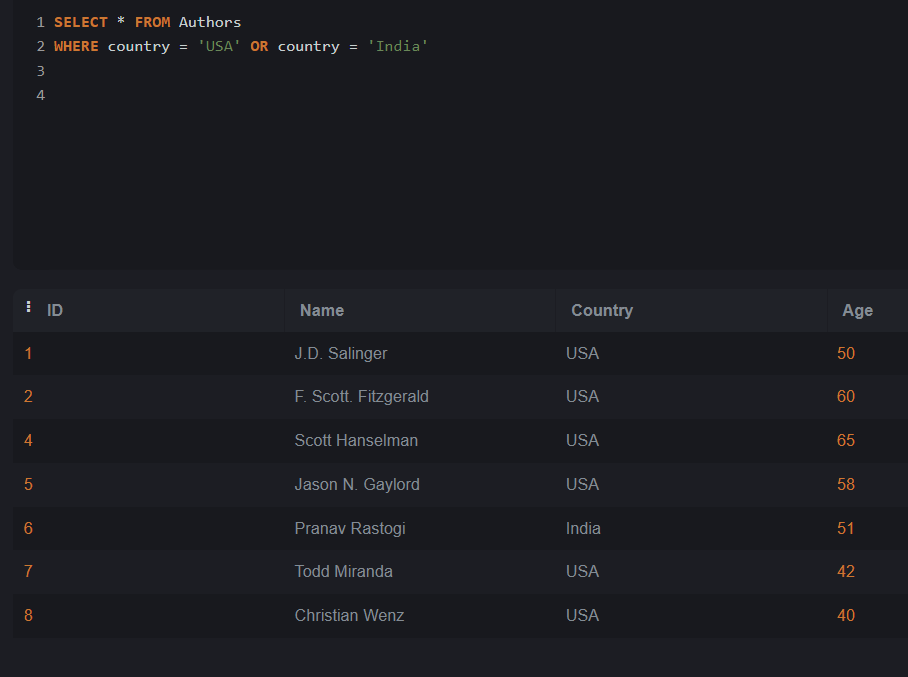 1 SELECT * FROM Authors
2 WHERE country = 'USA' OR country = 'India'
3
4
ID Name Country Age
1 J.D. Salinger USA 50
2 F. Scott. Fitzgerald USA 60
4 Scott Hanselman USA 65
5 Jason N. Gaylord USA 58
6 Pranav Rastogi India 51
7 Todd Miranda USA 42
8 Christian Wenz USA 40